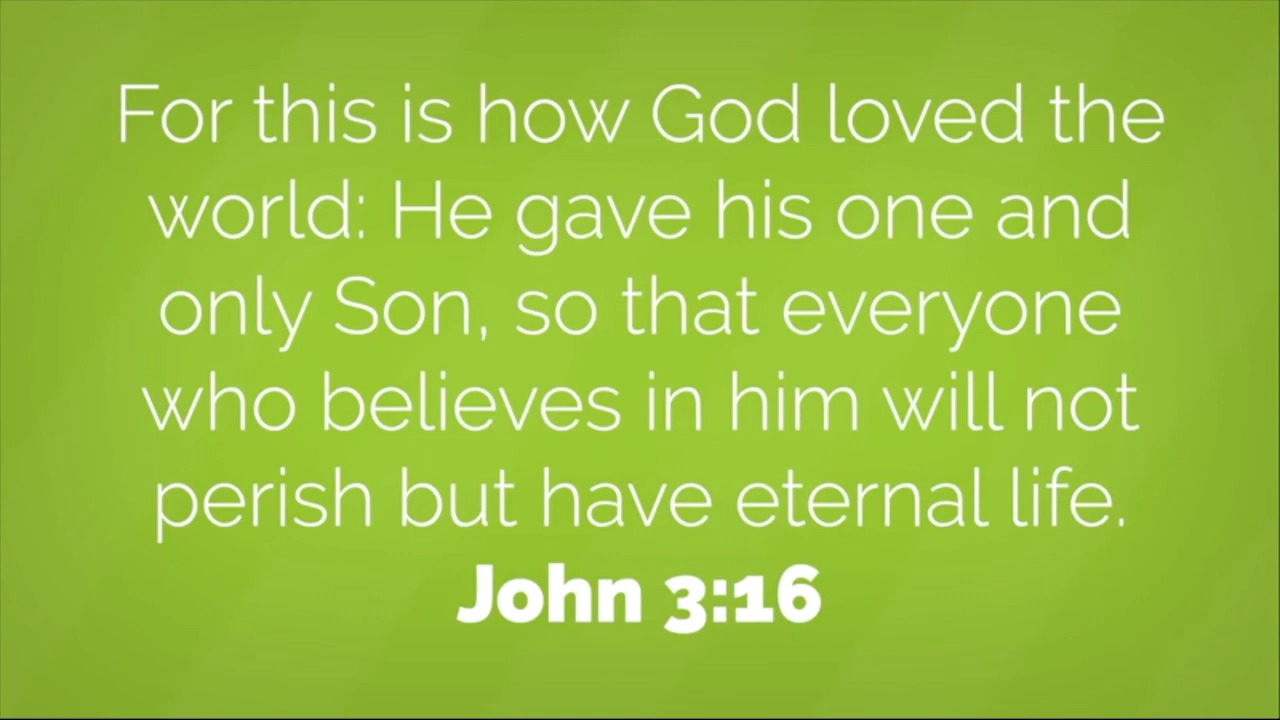 For this is how God loved the
world: He gave his one and
only Son, so that everyone
who believes in him will not
perish but have eternal life.
John 3:16